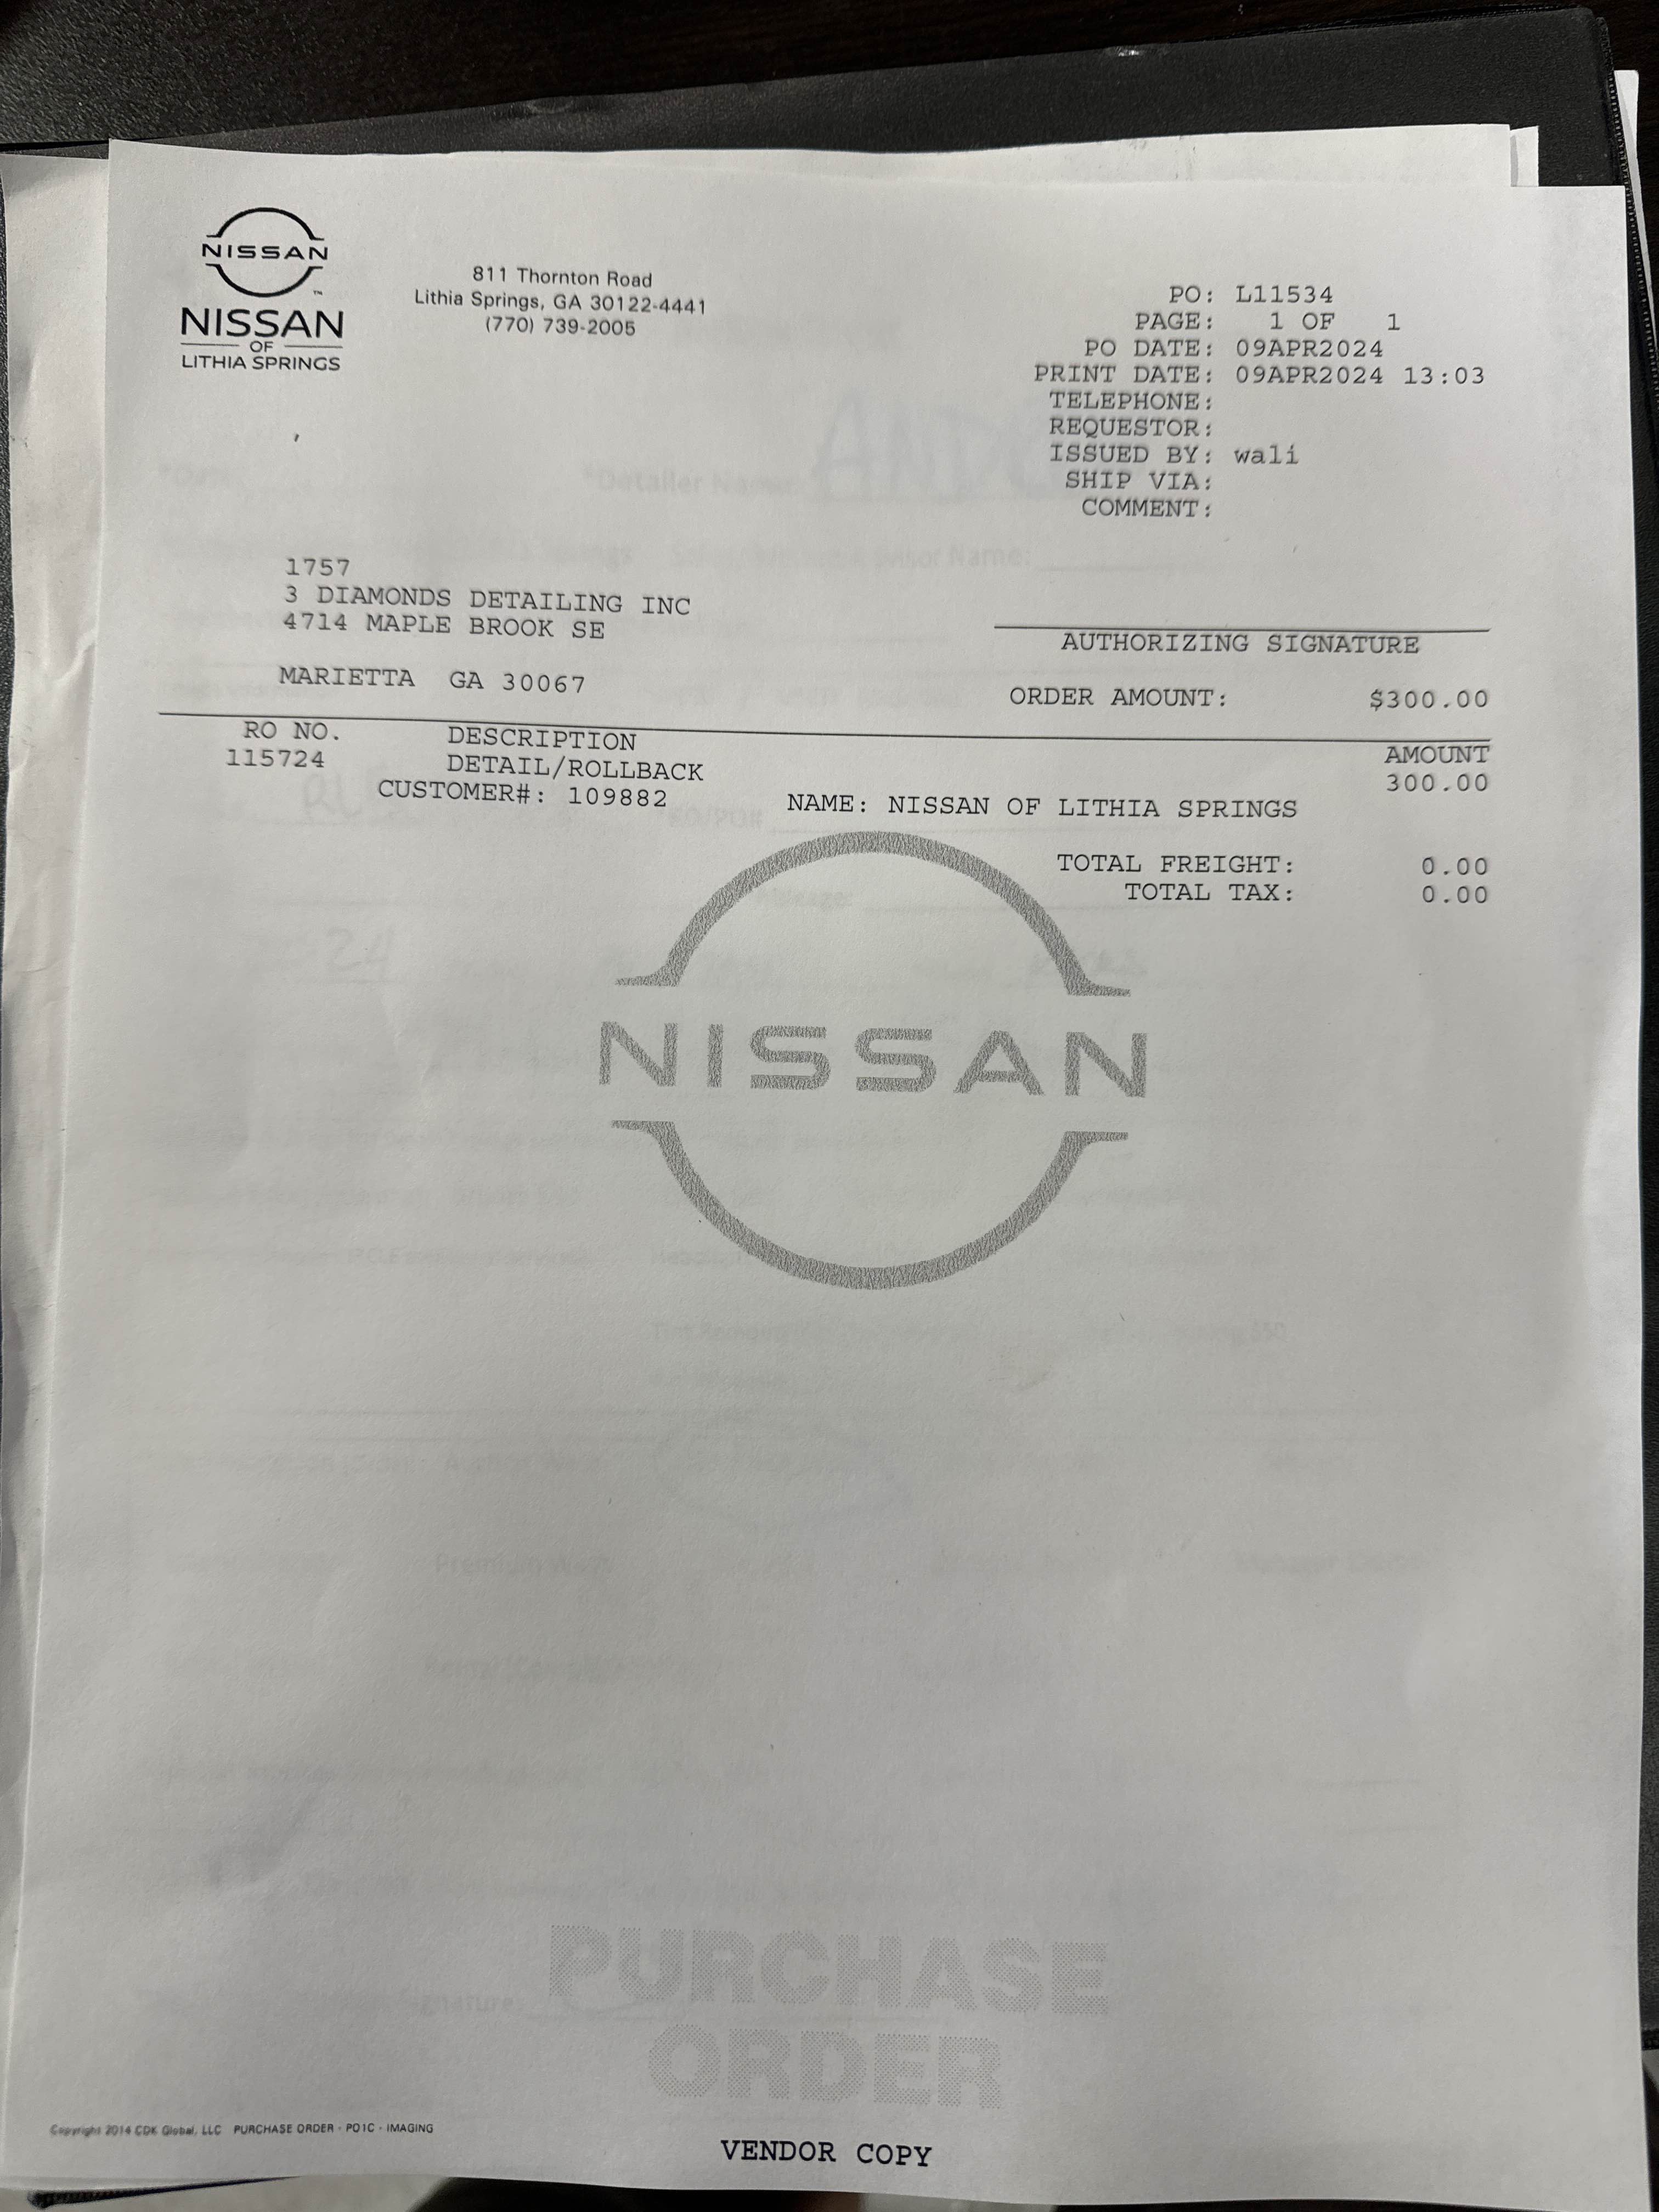 NISSAN
NISSAN
OF
LITHIA SPRINGS
811 Thornton Road
Lithia Springs, GA 30122-4441
(770) 739-2005
PO: L11534
PAGE: 1 OF 1
PO DATE: 09APR2024
PRINT DATE: 09APR2024 13:03
TELEPHONE:
REQUESTOR:
ISSUED BY: wali
SHIP VIA:
COMMENT:
1757
3 DIAMONDS DETAILING INC
4714 MAPLE BROOK SE
MARIETTA GA 30067
AUTHORIZING SIGNATURE
ORDER AMOUNT: $300.00
RO NO. DESCRIPTION AMOUNT
115724 DETAIL/ROLLBACK 300.00
CUSTOMER#: 109882 NAME: NISSAN OF LITHIA SPRINGS
TOTAL FREIGHT: 0.00
TOTAL TAX: 0.00
NISSAN
PURCHASE
ORDER
Copyright 2014 CDK Global, LLC PURCHASE ORDER - PO1C - IMAGING
VENDOR COPY